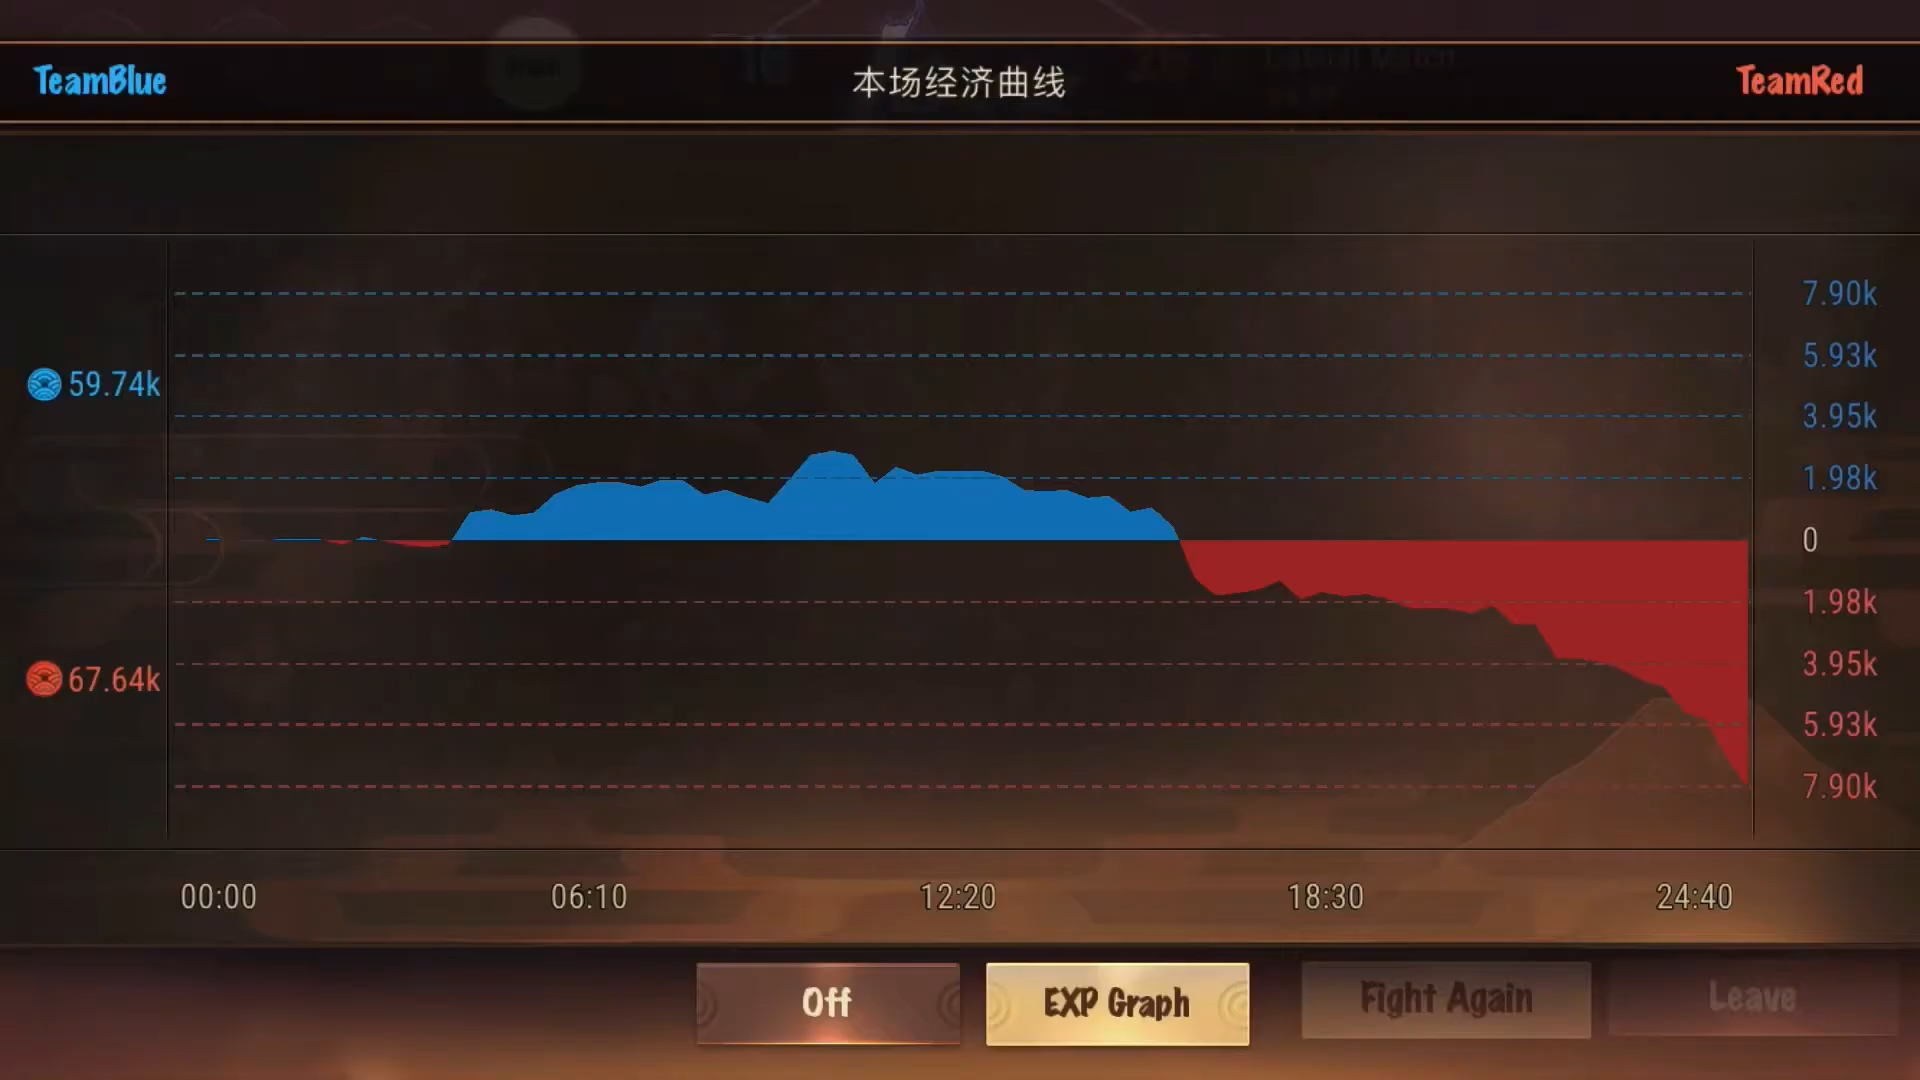 TeamBlue
本场经济曲线
TeamRed
7.90k
5.93k
59.74k
3.95k
1.98k
0
1.98k
67.64k
3.95k
5.93k
7.90k
00:00 06:10 12:20 18:30 24:40
Off
EXP Graph
Fight Again
Leave